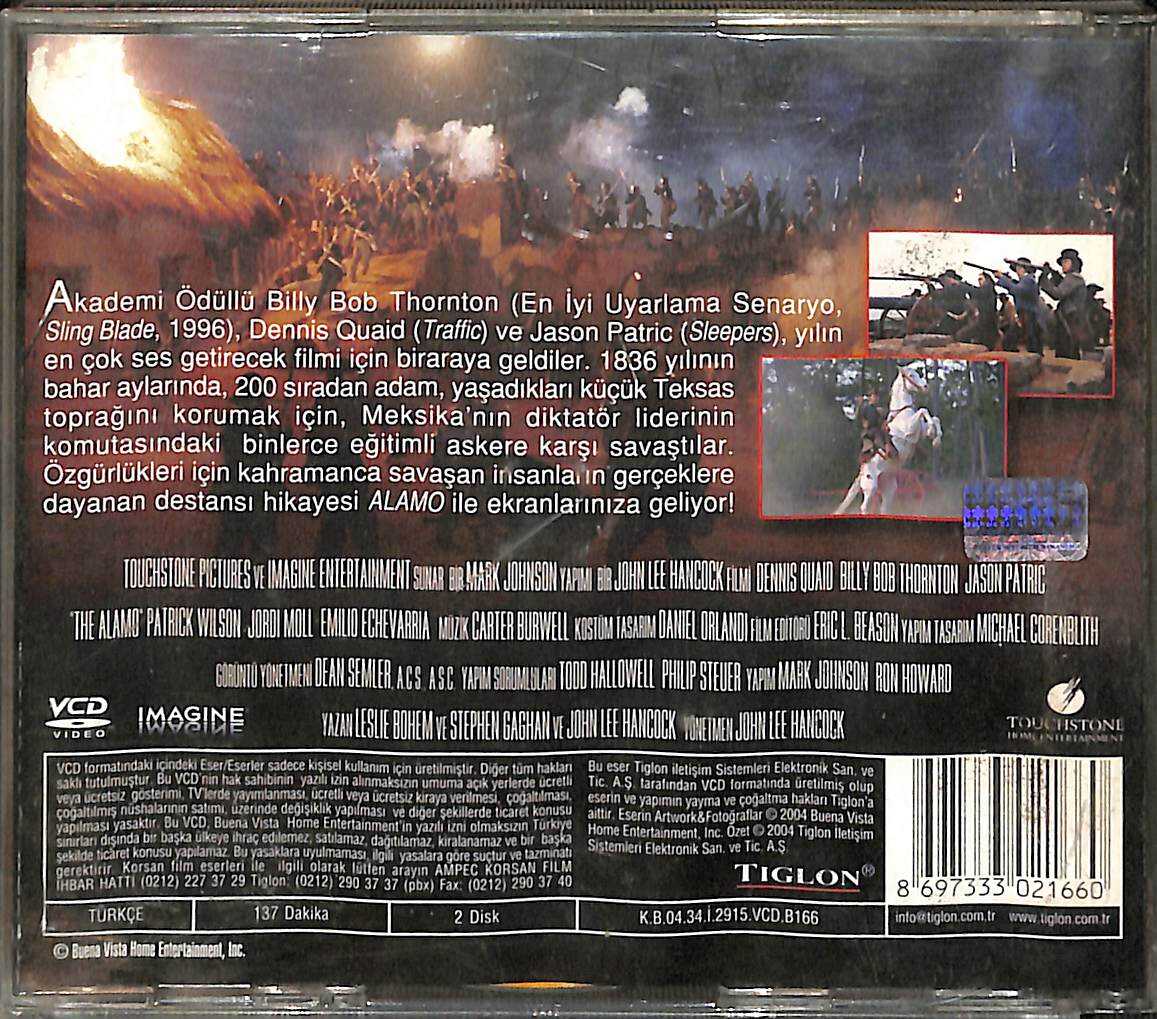 Akademi Ödüllü Billy Bob Thornton (En İyi Uyarlama Senaryo,
Sling Blade, 1996), Dennis Quaid (Traffic) ve Jason Patric (Sleepers), yılın
en çok ses getirecek filmi için biraraya geldiler. 1836 yılının
bahar aylarında, 200 sıradan adam, yaşadıkları küçük Teksas
toprağını korumak için, Meksika'nın diktatör liderinin
komutasındaki binlerce eğitimli askere karşı savaştılar.
Özgürlükleri için kahramanca savaşan insanların gerçeklere
dayanan destansı hikayesi ALAMO ile ekranlarınıza geliyor!
TOUCHSTONE PICTURES VE IMAGINE ENTERTAINMENT SUNAR BİR MARK JOHNSON YAPIMI BİR JOHN LEE HANCOCK FİLMİ DENNIS QUAID BILLY BOB THORNTON JASON PATRIC
"THE ALAMO" PATRICK WILSON JORDI MOLL EMILIO ECHEVARRIA MÜZİK CARTER BURWELL KOSTÜM TASARIM DANIEL ORLANDI FİLM EDİTÖRÜ ERIC L. BEASON YAPIM TASARIM MICHAEL CORENBLITH
GÖRÜNTÜ YÖNETMENİ DEAN SEMLER, A.C.S. A.S.C. YAPIM SORUMLULARI TODD HALLOWELL PHILIP STEUER YAPIM MARK JOHNSON RON HOWARD
YAZAN LESLIE BOHEM VE STEPHEN GAGHAN VE JOHN LEE HANCOCK YÖNETMEN JOHN LEE HANCOCK
VCD
VIDEO
IMAGINE
TOUCHSTONE
HOME ENTERTAINMENT
VCD formatındaki içindeki Eser/Eserler sadece kişisel kullanım için üretilmiştir. Diğer tüm hakları
saklı tutulmuştur. Bu VCD'nin hak sahibinin yazılı izin alınmaksızın umuma açık yerlerde ücretli
veya ücretsiz gösterimi, TV'lerde yayımlanması, ücretli veya ücretsiz kiraya verilmesi, çoğaltılması,
çoğaltılmış nüshalarının satımı, üzerinde değişiklik yapılması ve diğer şekillerde ticaret konusu
yapılması yasaktır. Bu VCD, Buena Vista Home Entertainment'in yazılı izni olmaksızın Türkiye
sınırları dışında bir başka ülkeye ihraç edilemez, satılamaz, dağıtılamaz, kiralanamaz ve bir başka
şekilde ticaret konusu yapılamaz. Bu yasaklara uyulmaması, ilgili yasalara göre suçtur ve tazminatı
gerektirir. Korsan film eserleri ile ilgili olarak lütfen arayın AMPEC KORSAN FILM
İHBAR HATTI (0212) 227 37 29 Tiglon: (0212) 290 37 37 (pbx) Fax: (0212) 290 37 40
Bu eser Tiglon iletişim Sistemleri Elektronik San. ve
Tic. A.Ş. tarafından VCD formatında üretilmiş olup
eserin ve yapımın yayma ve çoğaltma hakları Tiglon'a
aittir. Eserin Artwork&Fotoğraflar © 2004 Buena Vista
Home Entertainment, Inc. Özet © 2004 Tiglon İletişim
Sistemleri Elektronik San. ve Tic. A.Ş.
TIGLON®
8 697333 021660
TÜRKÇE 137 Dakika 2 Disk K.B.04.34.İ.2915.VCD.B166 info@tiglon.com.tr www.tiglon.com.tr
© Buena Vista Home Entertainment, Inc.